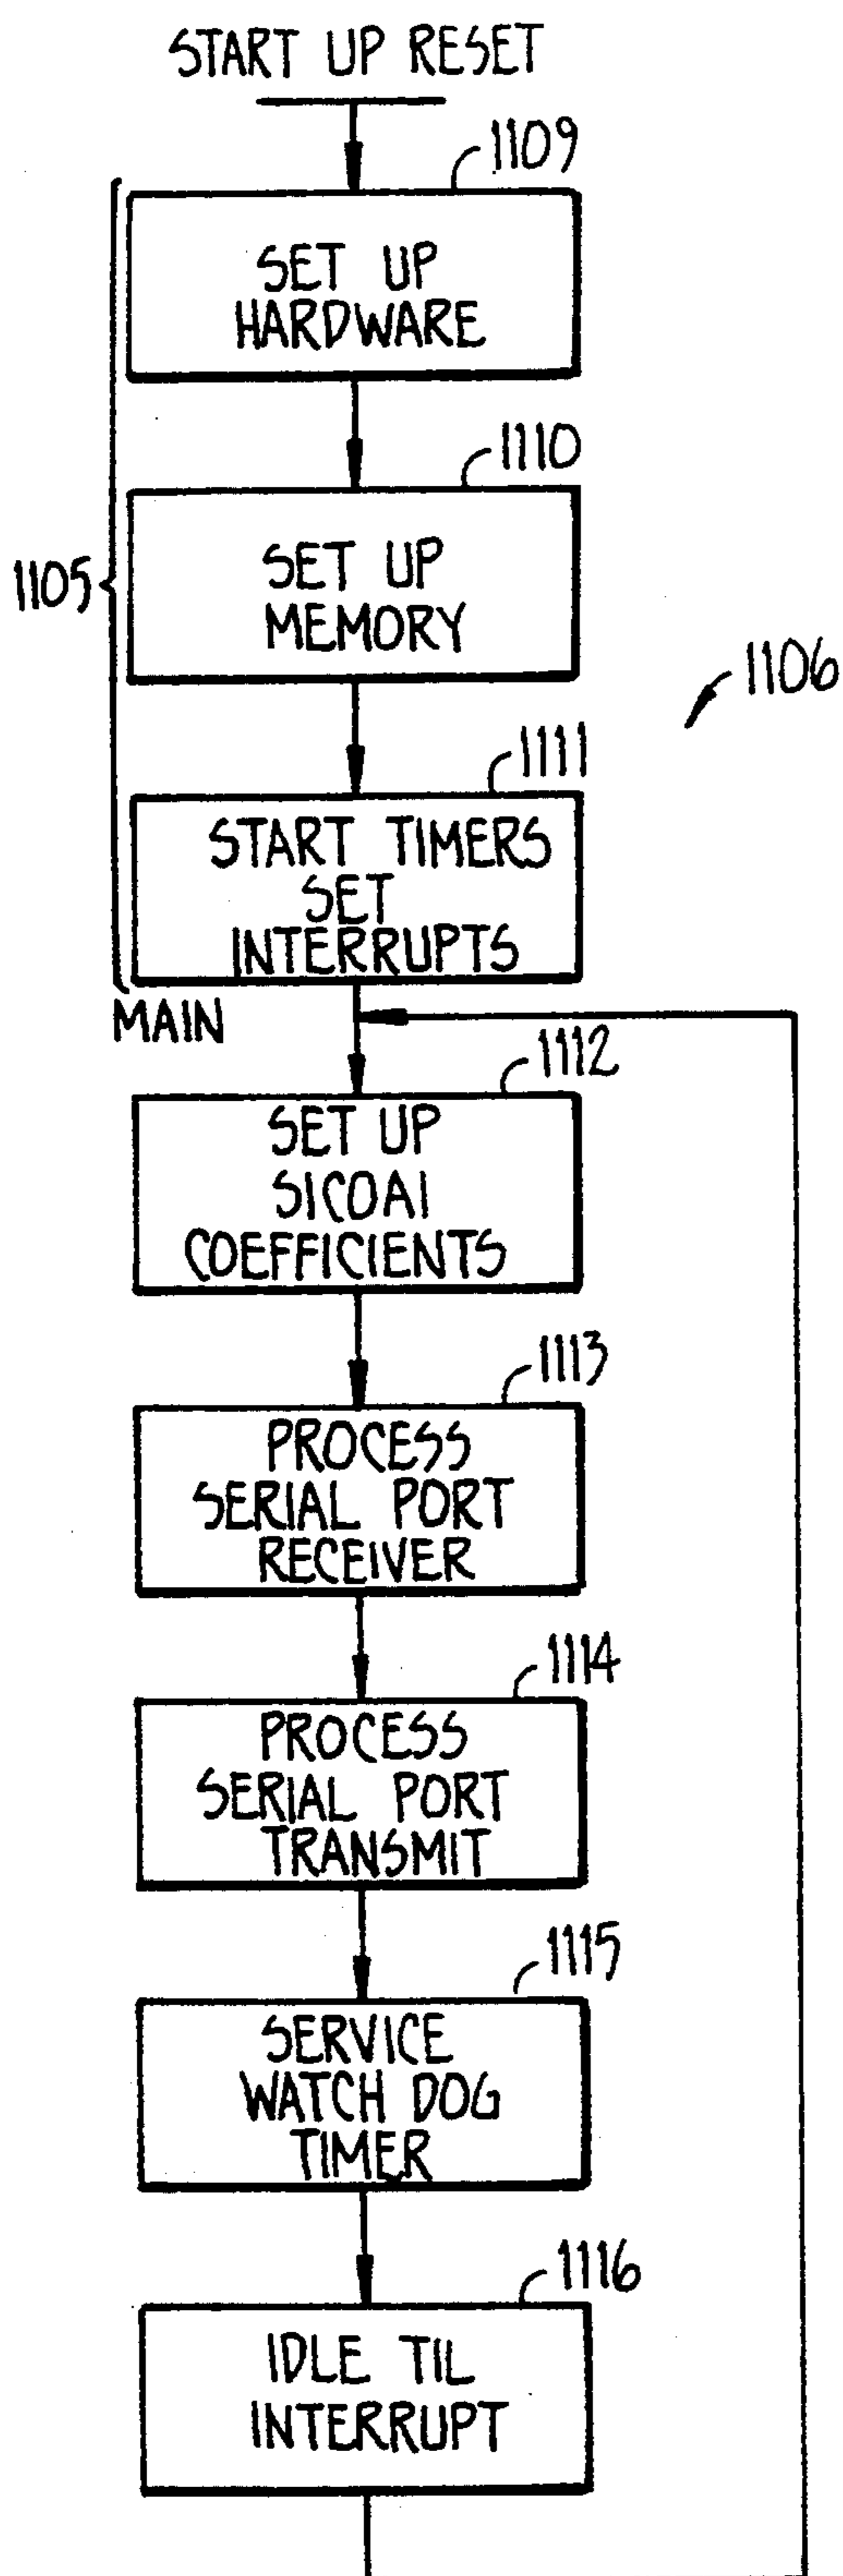 START UP RESET
1109
SET UP
HARDWARE
1110
SET UP
MEMORY
1105
1106
1111
START TIMERS
SET
INTERRUPTS
MAIN
1112
SET UP
SICOAI
COEFFICIENTS
1113
PROCESS
SERIAL PORT
RECEIVER
1114
PROCESS
SERIAL PORT
TRANSMIT
1115
SERVICE
WATCH DOG
TIMER
1116
IDLE TIL
INTERRUPT